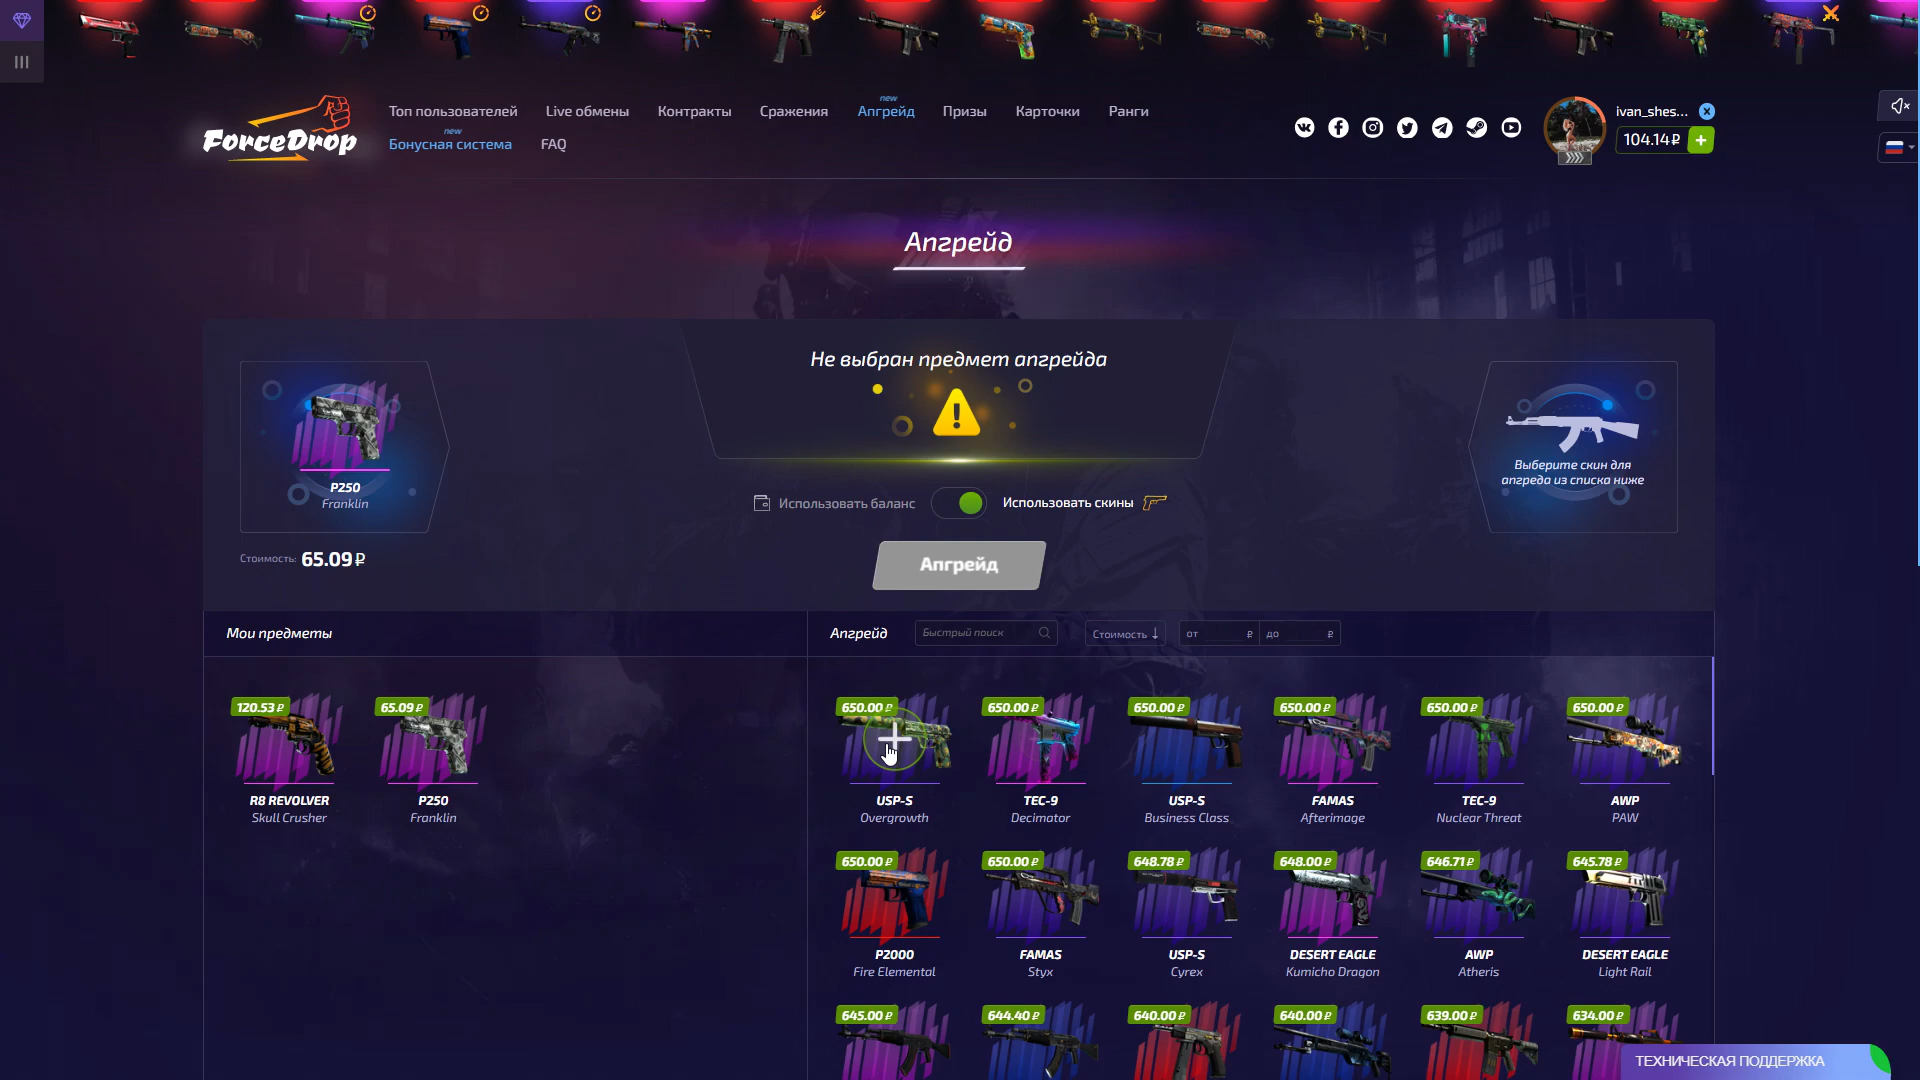 Топ пользователей Live обмены Контракты Сражения new Апгрейд Призы Карточки Ранги
new Бонусная система FAQ
ForceDrop
ivan_shes...
104.14₽ +
Апгрейд
Не выбран предмет апгрейда
P250
Franklin
Выберите скин для
апгреда из списка ниже
Использовать баланс Использовать скины
Стоимость: 65.09₽
Апгрейд
Мои предметы
Апгрейд Быстрый поиск Стоимость ↓ от ₽ до ₽
120.53 ₽ 65.09 ₽
R8 REVOLVER P250
Skull Crusher Franklin
650.00 ₽ 650.00 ₽ 650.00 ₽ 650.00 ₽ 650.00 ₽ 650.00 ₽
USP-S TEC-9 USP-S FAMAS TEC-9 AWP
Overgrowth Decimator Business Class Afterimage Nuclear Threat PAW
650.00 ₽ 650.00 ₽ 648.78 ₽ 648.00 ₽ 646.71 ₽ 645.78 ₽
P2000 FAMAS USP-S DESERT EAGLE AWP DESERT EAGLE
Fire Elemental Styx Cyrex Kumicho Dragon Atheris Light Rail
645.00 ₽ 644.40 ₽ 640.00 ₽ 640.00 ₽ 639.00 ₽ 634.00 ₽
ТЕХНИЧЕСКАЯ ПОДДЕРЖКА